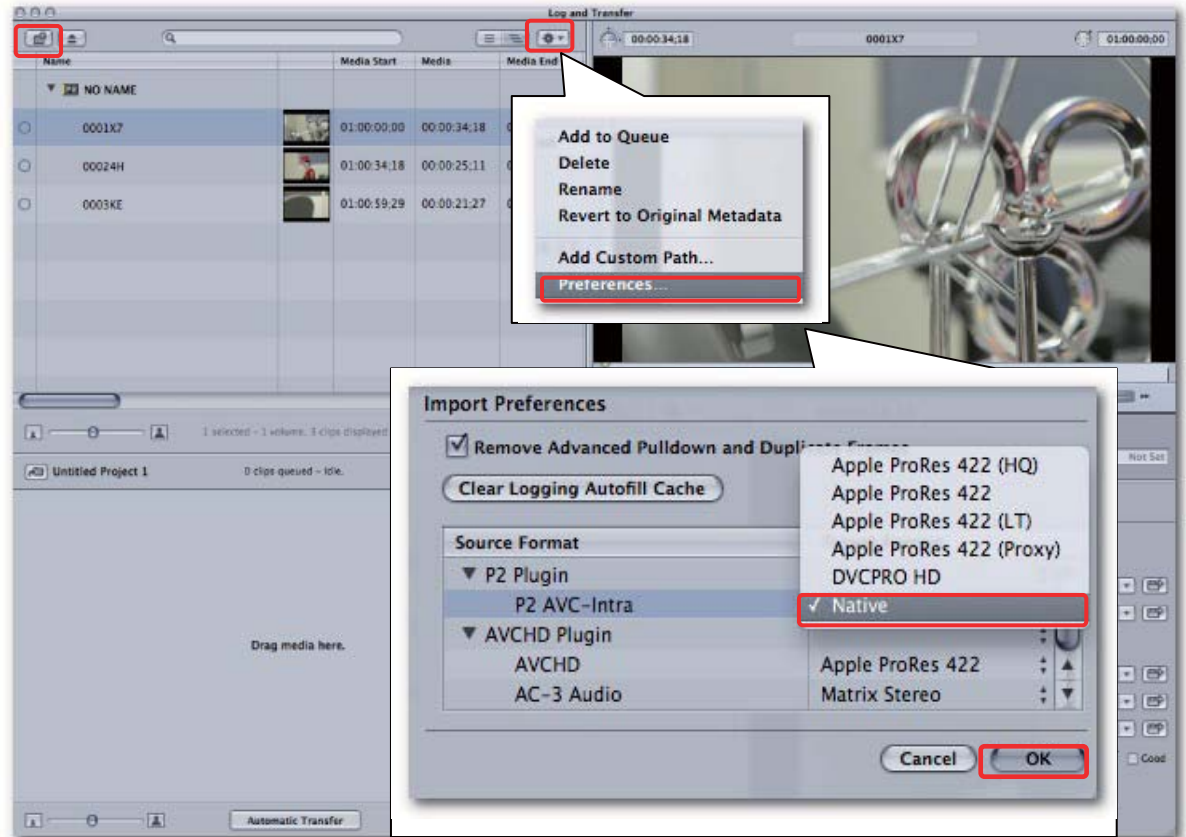 Log and Transfer
00:00:34;18 0001X7 01:00:00;00
Name Media Start Media Media End
NO NAME
0001X7 01:00:00;00 00:00:34;18
00024H 01:00:34;18 00:00:25;11
0003KE 01:00:59;29 00:00:21;27
Add to Queue
Delete
Rename
Revert to Original Metadata
Add Custom Path...
Preferences...
1 selected - 1 volume, 3 clips displayed
Untitled Project 1 0 clips queued - Idle.
Drag media here.
Automatic Transfer
Not Set
Good
Import Preferences
Remove Advanced Pulldown and Duplicate Frames
Clear Logging Autofill Cache
Source Format
P2 Plugin
P2 AVC-Intra
AVCHD Plugin
AVCHD Apple ProRes 422
AC-3 Audio Matrix Stereo
Apple ProRes 422 (HQ)
Apple ProRes 422
Apple ProRes 422 (LT)
Apple ProRes 422 (Proxy)
DVCPRO HD
✓ Native
Cancel OK